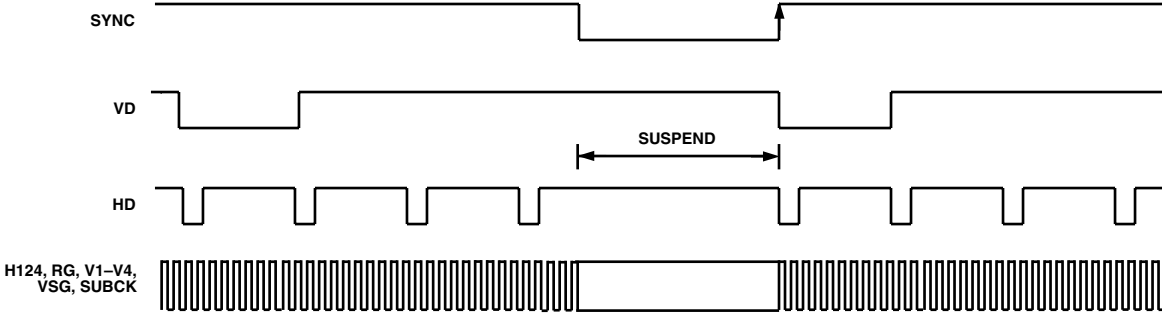 SYNC
VD
SUSPEND
HD
H124, RG, V1–V4,
VSG, SUBCK